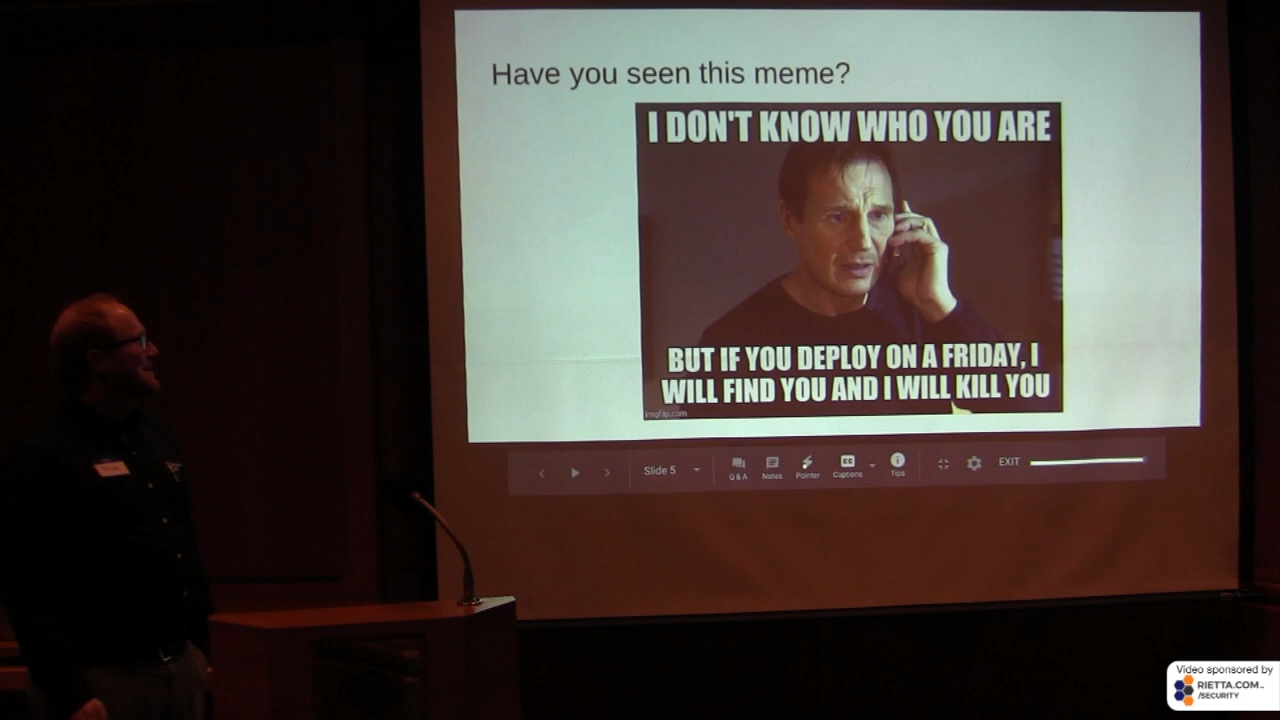 Have you seen this meme?
I DON'T KNOW WHO YOU ARE
BUT IF YOU DEPLOY ON A FRIDAY, I
WILL FIND YOU AND I WILL KILL YOU
imgflip.com
Slide 5
Q & A
Notes
Pointer
CC
Captions
Tips
EXIT
Video sponsored by
RIETTA.COM
/SECURITY